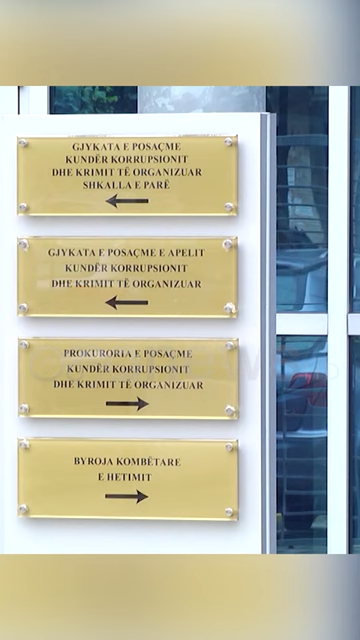 GJYKATA E POSAÇME
KUNDËR KORRUPSIONIT
DHE KRIMIT TË ORGANIZUAR
SHKALLA E PARË
GJYKATA E POSAÇME E APELIT
KUNDËR KORRUPSIONIT
DHE KRIMIT TË ORGANIZUAR
PROKURORIA E POSAÇME
KUNDËR KORRUPSIONIT
DHE KRIMIT TË ORGANIZUAR
BYROJA KOMBËTARE
E HETIMIT